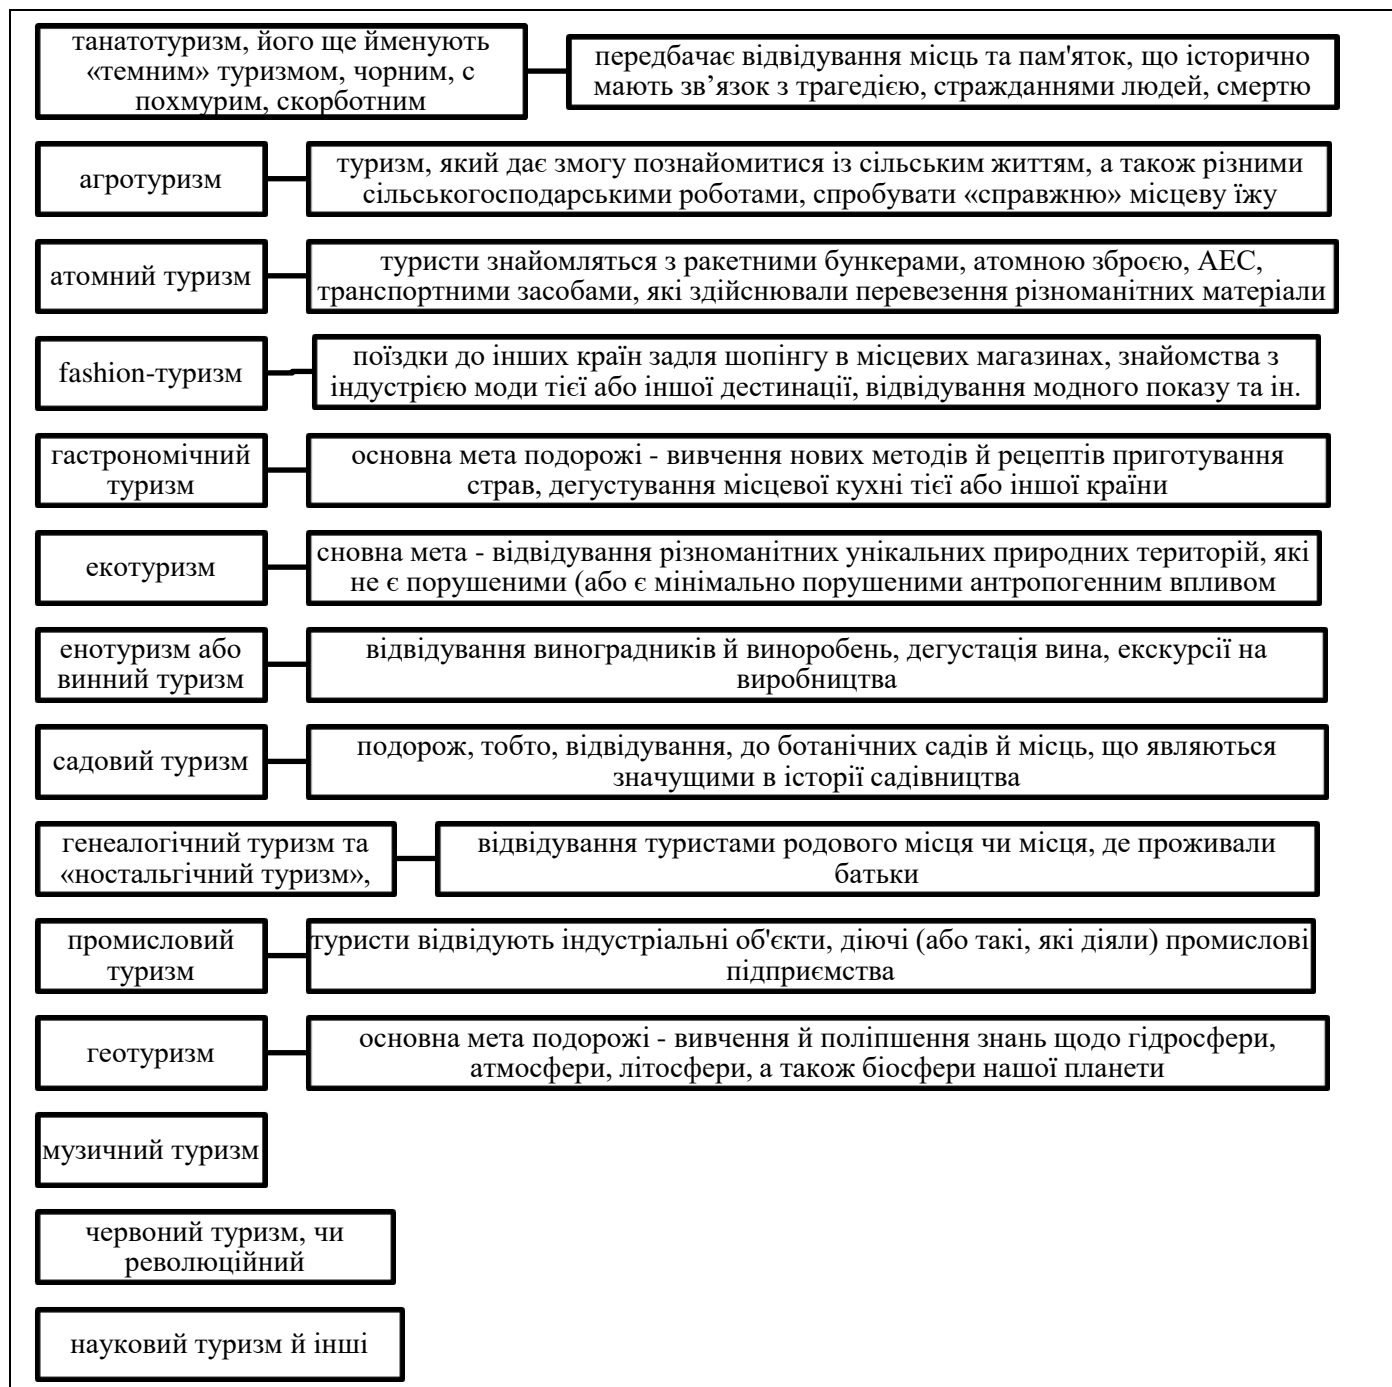 танатотуризм, його ще йменують
«темним» туризмом, чорним, с
похмурим, скорботним
передбачає відвідування місць та пам'яток, що історично
мають зв’язок з трагедією, стражданнями людей, смертю
агротуризм
туризм, який дає змогу познайомитися із сільським життям, а також різними
сільськогосподарськими роботами, спробувати «справжню» місцеву їжу
атомний туризм
туристи знайомляться з ракетними бункерами, атомною зброєю, АЕС,
транспортними засобами, які здійснювали перевезення різноманітних матеріали
fashion-туризм
поїздки до інших країн задля шопінгу в місцевих магазинах, знайомства з
індустрією моди тієї або іншої дестинації, відвідування модного показу та ін.
гастрономічний
туризм
основна мета подорожі - вивчення нових методів й рецептів приготування
страв, дегустування місцевої кухні тієї або іншої країни
екотуризм
сновна мета - відвідування різноманітних унікальних природних територій, які
не є порушеними (або є мінімально порушеними антропогенним впливом
енотуризм або
винний туризм
відвідування виноградників й виноробень, дегустація вина, екскурсії на
виробництва
садовий туризм
подорож, тобто, відвідування, до ботанічних садів й місць, що являються
значущими в історії садівництва
генеалогічний туризм та
«ностальгічний туризм»,
відвідування туристами родового місця чи місця, де проживали
батьки
промисловий
туризм
туристи відвідують індустріальні об'єкти, діючі (або такі, які діяли) промислові
підприємства
геотуризм
основна мета подорожі - вивчення й поліпшення знань щодо гідросфери,
атмосфери, літосфери, а також біосфери нашої планети
музичний туризм
червоний туризм, чи
революційний
науковий туризм й інші